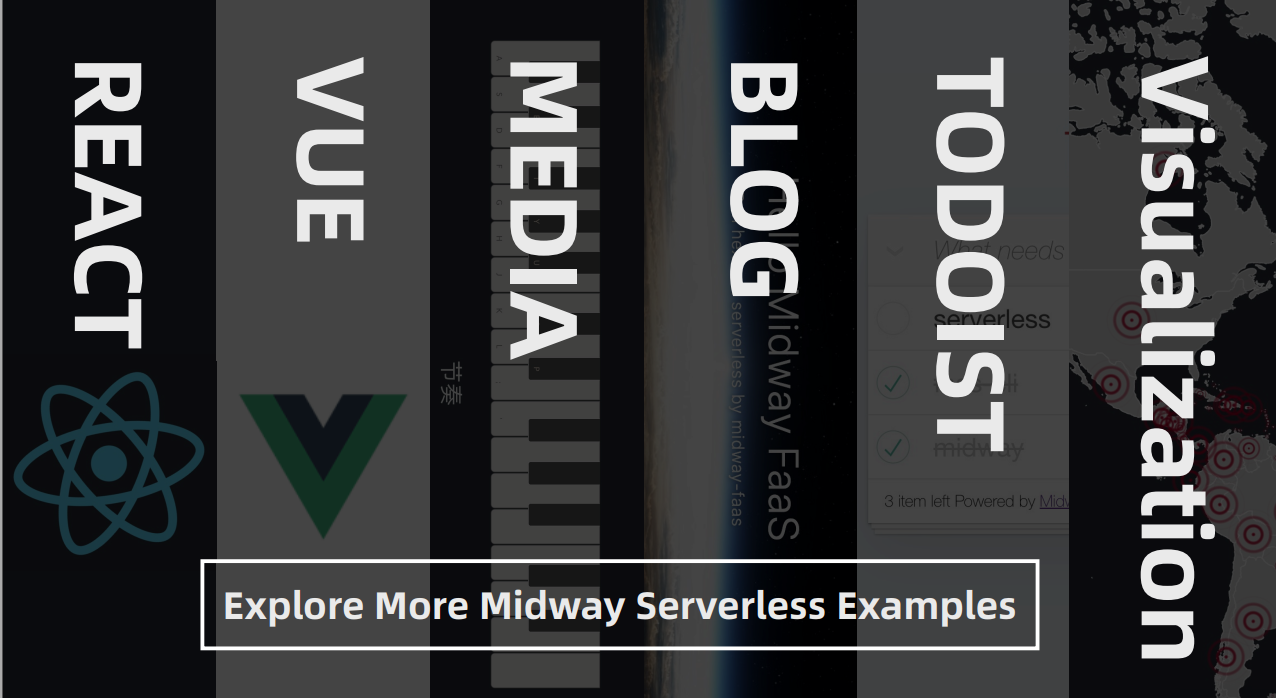 REACT
VUE
MEDIA
节奏
BLOG
Hello Midway FaaS
serverless by midway-faas
TODOIST
What needs
serverless
midway
3 item left Powered by
Visualization
Explore More Midway Serverless Examples